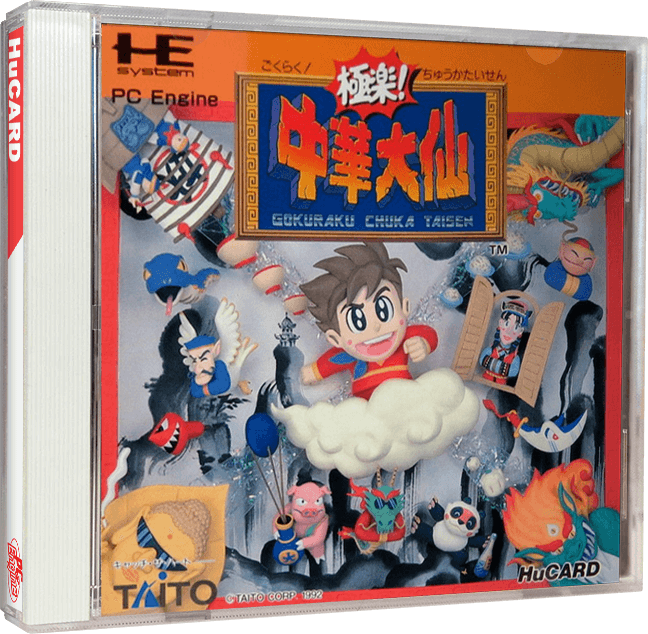 HuCARD
HE
system
PC Engine
ごくらく!
ちゅうかたいせん
極楽!
中華大仙
GOKURAKU CHUKA TAISEN
TM
TAITO
© TAITO CORP. 1992
HuCARD